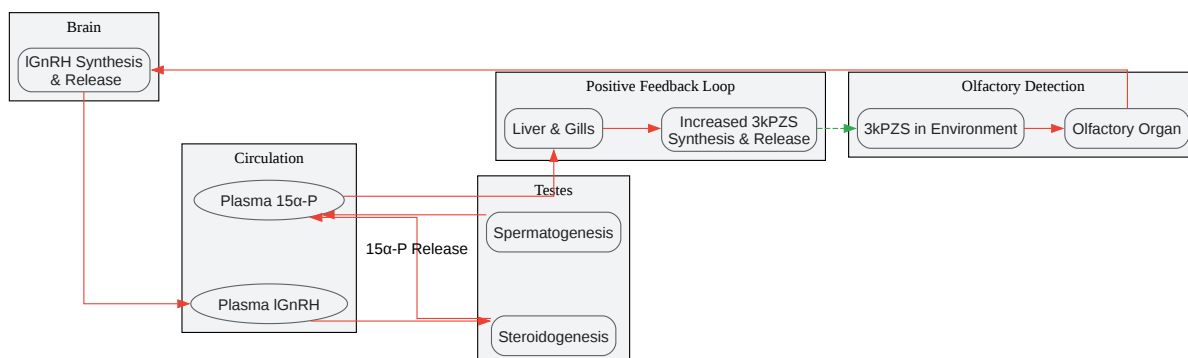 Brain
lGnRH Synthesis
& Release
Positive Feedback Loop
Liver & Gills
Increased 3kPZS
Synthesis & Release
Olfactory Detection
3kPZS in Environment
Olfactory Organ
Circulation
Plasma 15α-P
15α-P Release
Plasma lGnRH
Testes
Spermatogenesis
Steroidogenesis